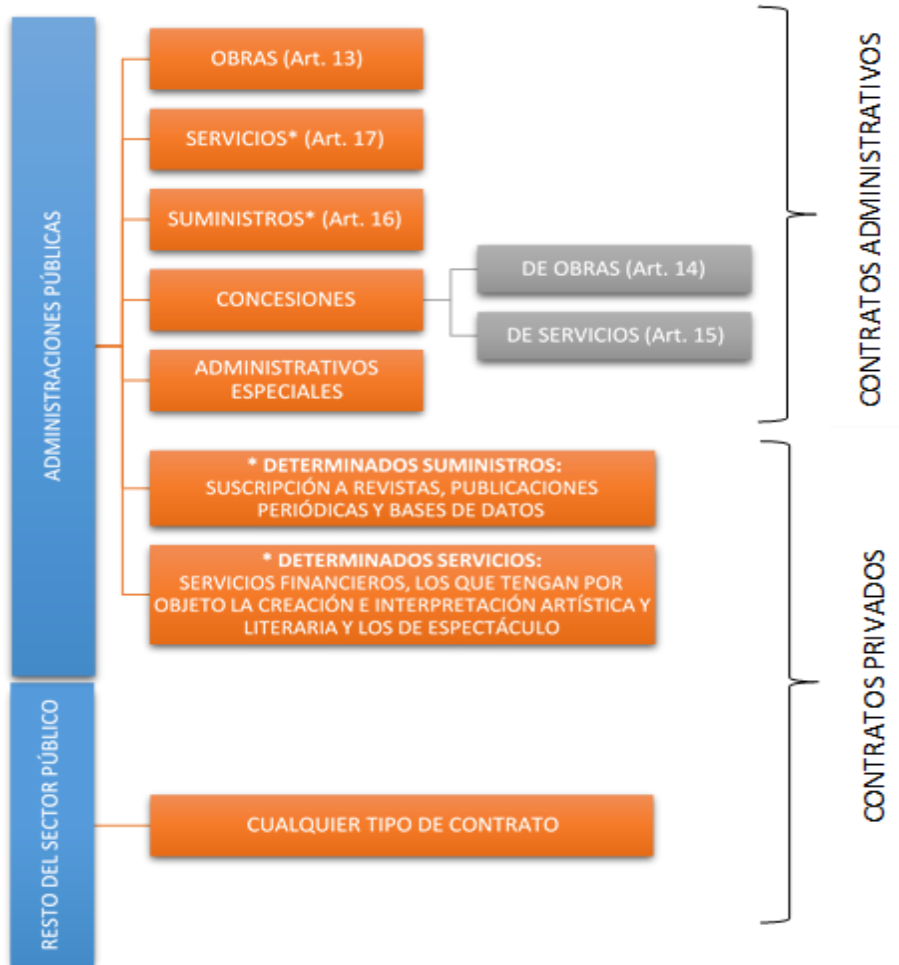 ADMINISTRACIONES PÚBLICAS
OBRAS (Art. 13)
SERVICIOS* (Art. 17)
SUMINISTROS* (Art. 16)
CONCESIONES
DE OBRAS (Art. 14)
DE SERVICIOS (Art. 15)
ADMINISTRATIVOS
ESPECIALES
CONTRATOS ADMINISTRATIVOS
* DETERMINADOS SUMINISTROS:
SUSCRIPCIÓN A REVISTAS, PUBLICACIONES
PERIÓDICAS Y BASES DE DATOS
* DETERMINADOS SERVICIOS:
SERVICIOS FINANCIEROS, LOS QUE TENGAN POR
OBJETO LA CREACIÓN E INTERPRETACIÓN ARTÍSTICA Y
LITERARIA Y LOS DE ESPECTÁCULO
RESTO DEL SECTOR PÚBLICO
CUALQUIER TIPO DE CONTRATO
CONTRATOS PRIVADOS